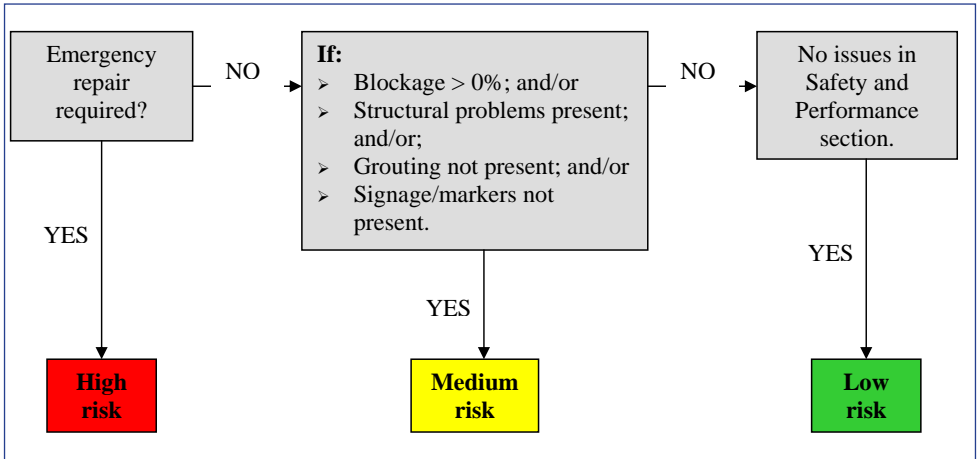 Emergency
repair
required?
NO
If:
➢ Blockage > 0%; and/or
➢ Structural problems present;
and/or;
➢ Grouting not present; and/or
➢ Signage/markers not
present.
NO
No issues in
Safety and
Performance
section.
YES
YES
YES
High
risk
Medium
risk
Low
risk